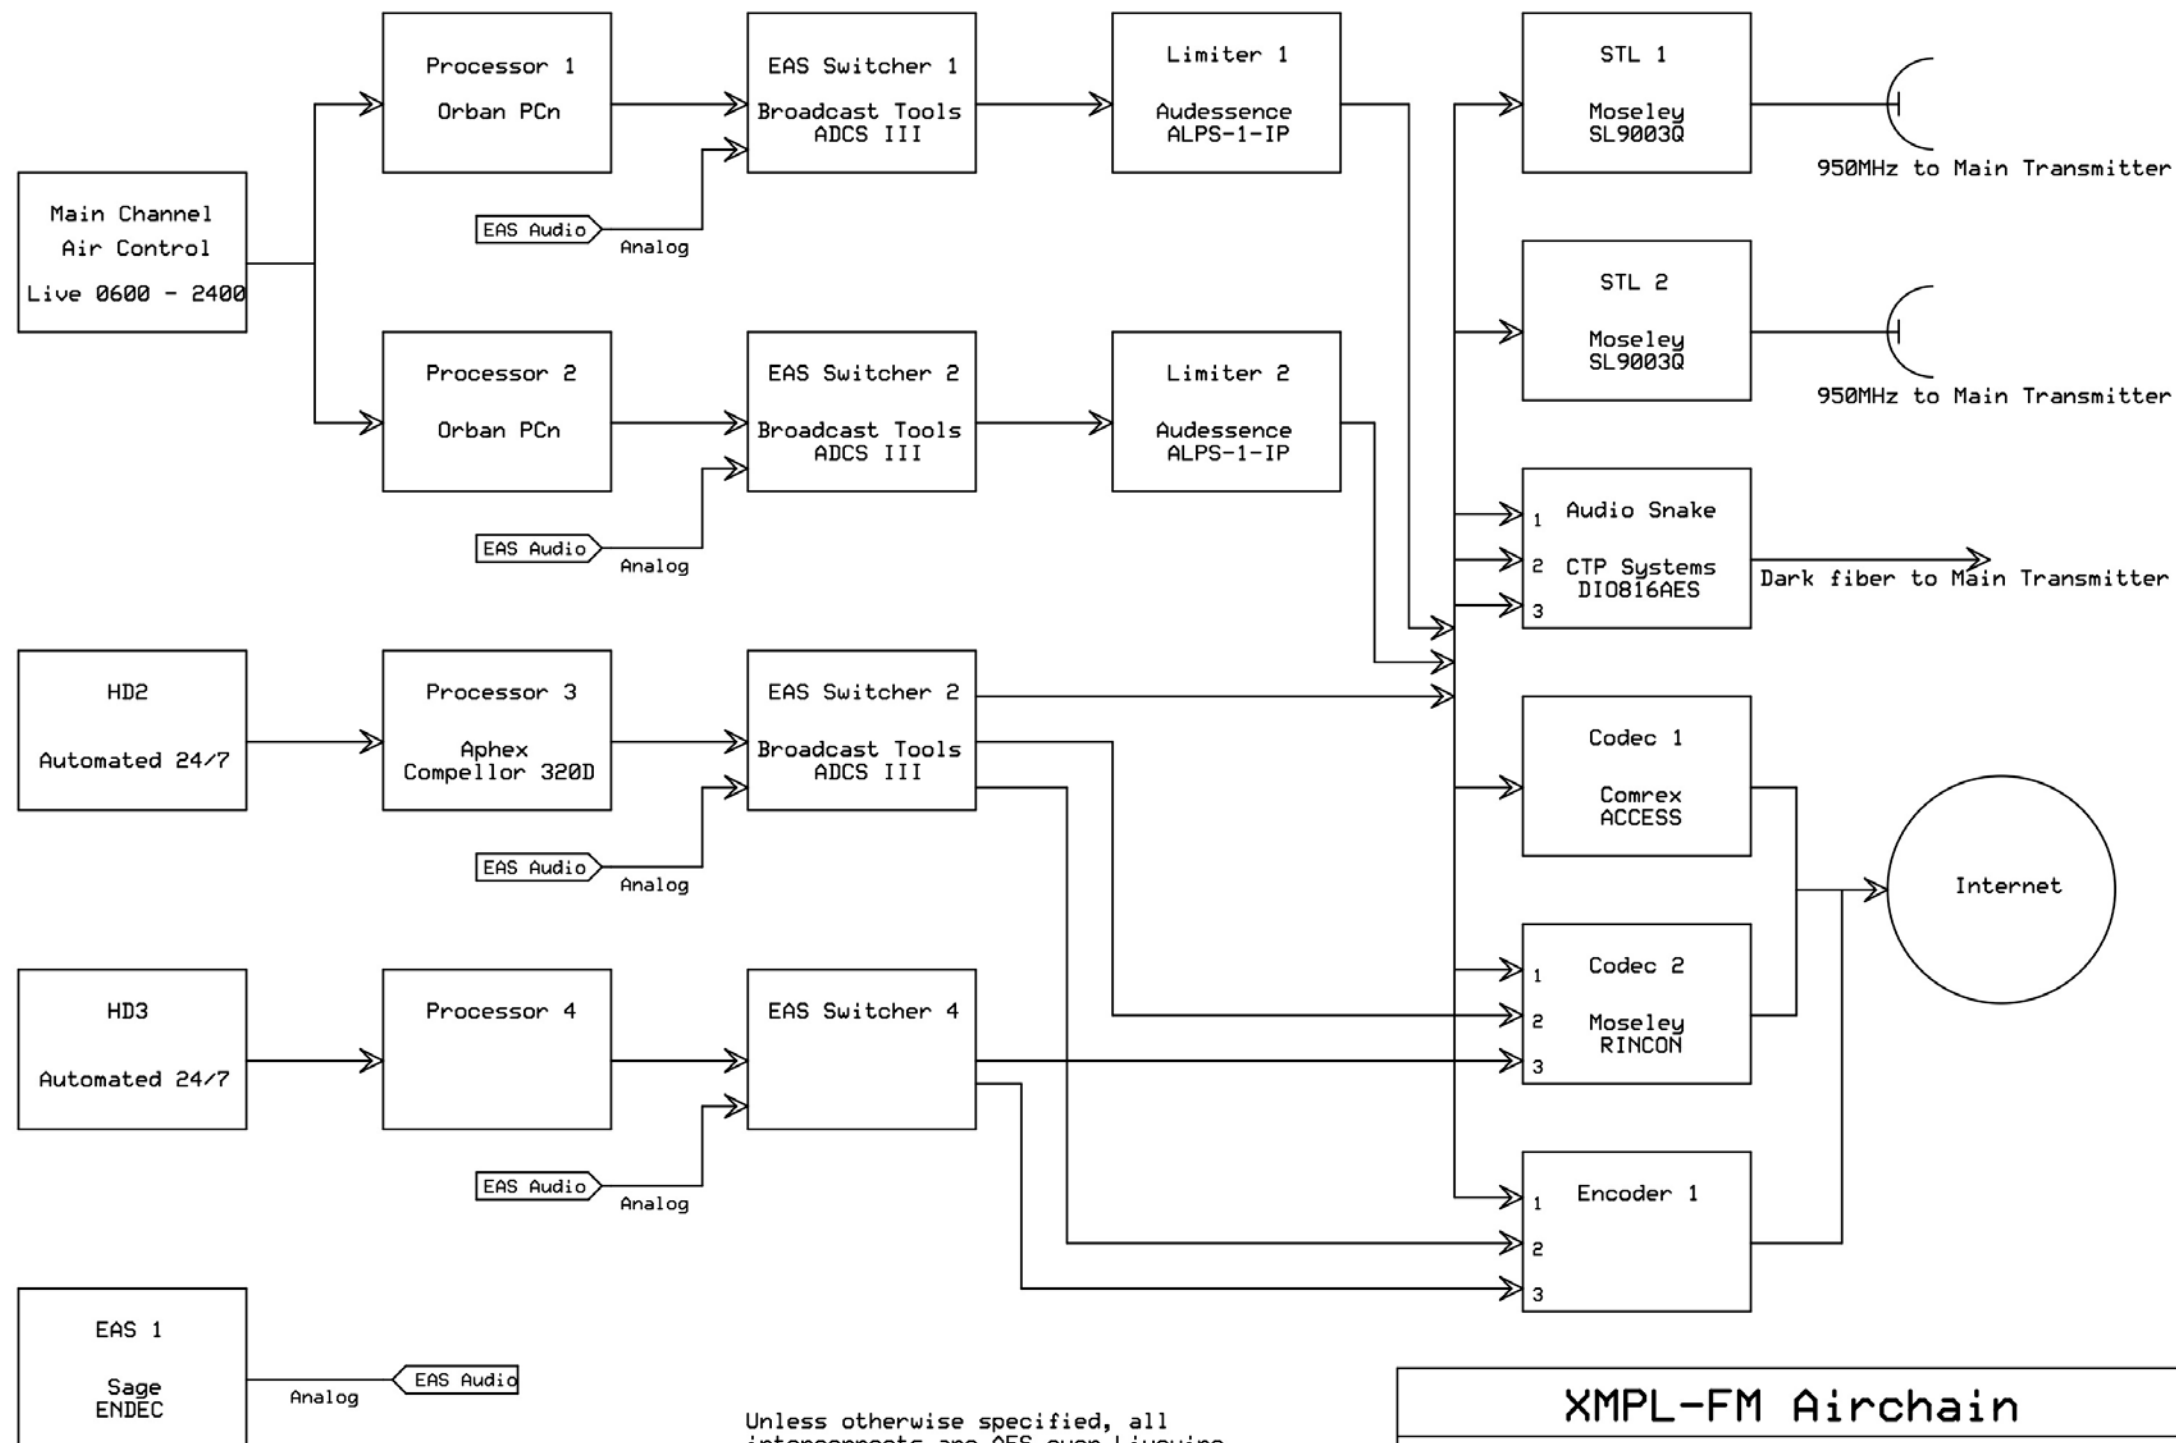 Processor 1
Orban PCn
EAS Switcher 1
Broadcast Tools
ADCS III
Limiter 1
Audessence
ALPS-1-IP
STL 1
Moseley
SL9003Q
950MHz to Main Transmitter
Main Channel
Air Control
Live 0600 - 2400
EAS Audio
Analog
STL 2
Moseley
SL9003Q
950MHz to Main Transmitter
Processor 2
Orban PCn
EAS Switcher 2
Broadcast Tools
ADCS III
Limiter 2
Audessence
ALPS-1-IP
EAS Audio
Analog
1
2
3
Audio Snake
CTP Systems
DIO816AES
Dark fiber to Main Transmitter
HD2
Automated 24/7
Processor 3
Aphex
Compellor 320D
EAS Switcher 2
Broadcast Tools
ADCS III
EAS Audio
Analog
Codec 1
Comrex
ACCESS
Internet
HD3
Automated 24/7
Processor 4
EAS Switcher 4
EAS Audio
Analog
1
2
3
Codec 2
Moseley
RINCON
1
2
3
Encoder 1
EAS 1
Sage
ENDEC
Analog
EAS Audio
Unless otherwise specified, all
interconnects are AES over Livewire
XMPL-FM Airchain